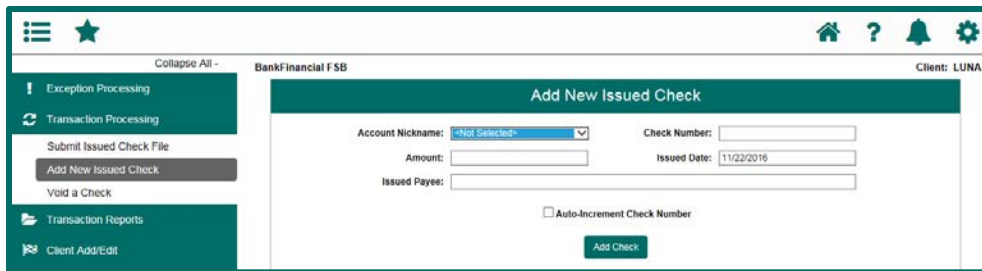 Collapse All -
BankFinancial FSB
Client: LUNA
! Exception Processing
Add New Issued Check
Transaction Processing
Account Nickname: <Not Selected>
Check Number:
Submit Issued Check File
Amount:
Issued Date: 11/22/2016
Add New Issued Check
Issued Payee:
Void a Check
Transaction Reports
Auto-Increment Check Number
Client Add/Edit
Add Check